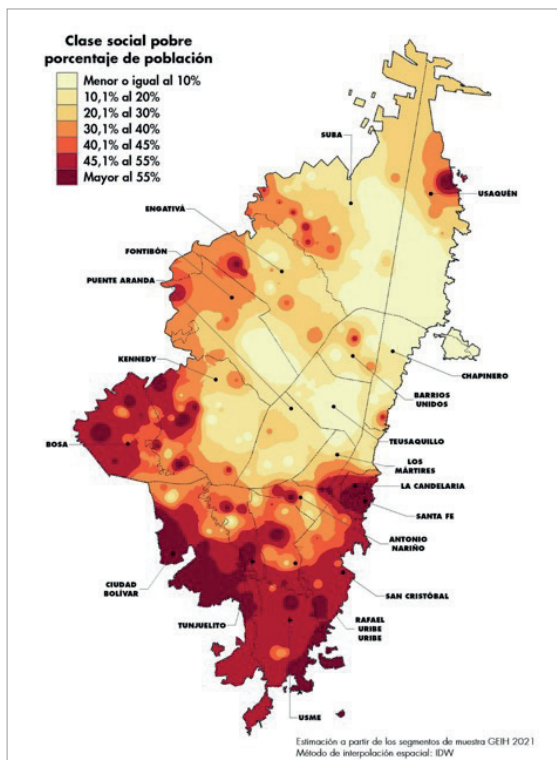 Clase social pobre
porcentaje de población
Menor o igual al 10%
10,1% al 20%
20,1% al 30%
30,1% al 40%
40,1% al 45%
45,1% al 55%
Mayor al 55%
SUBA
USAQUÉN
ENGATIVÁ
FONTIBÓN
PUENTE ARANDA
KENNEDY
CHAPINERO
BARRIOS
UNIDOS
BOSA
TEUSAQUILLO
LOS
MÁRTIRES
LA CANDELARIA
SANTA FE
ANTONIO
NARIÑO
CIUDAD
BOLÍVAR
SAN CRISTÓBAL
TUNJUELITO
RAFAEL
URIBE
URIBE
USME
Estimación a partir de los segmentos de muestra GEIH 2021
Método de interpolación espacial: IDW